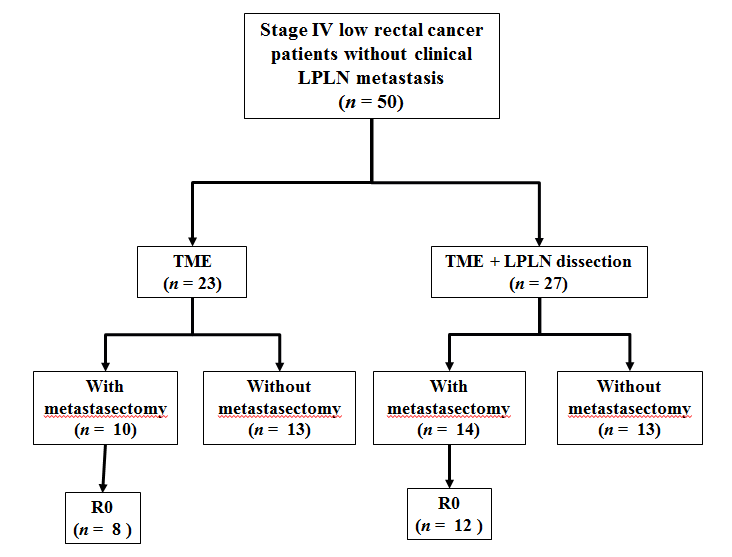 Stage IV low rectal cancer
patients without clinical
LPLN metastasis
(n = 50)
TME
(n = 23)
TME + LPLN dissection
(n = 27)
With
metastasectomy
(n = 10)
Without
metastasectomy
(n = 13)
With
metastasectomy
(n = 14)
Without
metastasectomy
(n = 13)
R0
(n = 8 )
R0
(n = 12 )